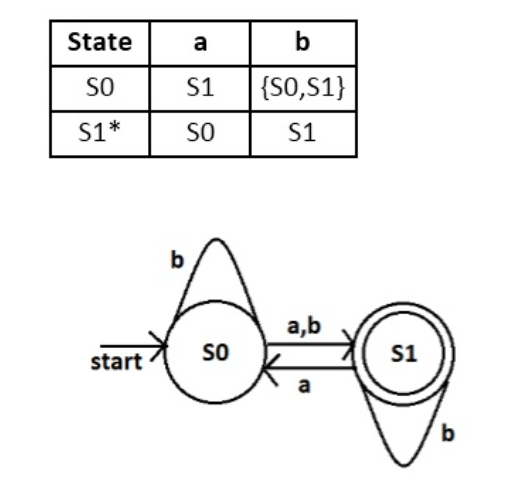 State a b
S0 S1 {S0,S1}
S1* S0 S1
b
a,b
start S0 S1
a
b